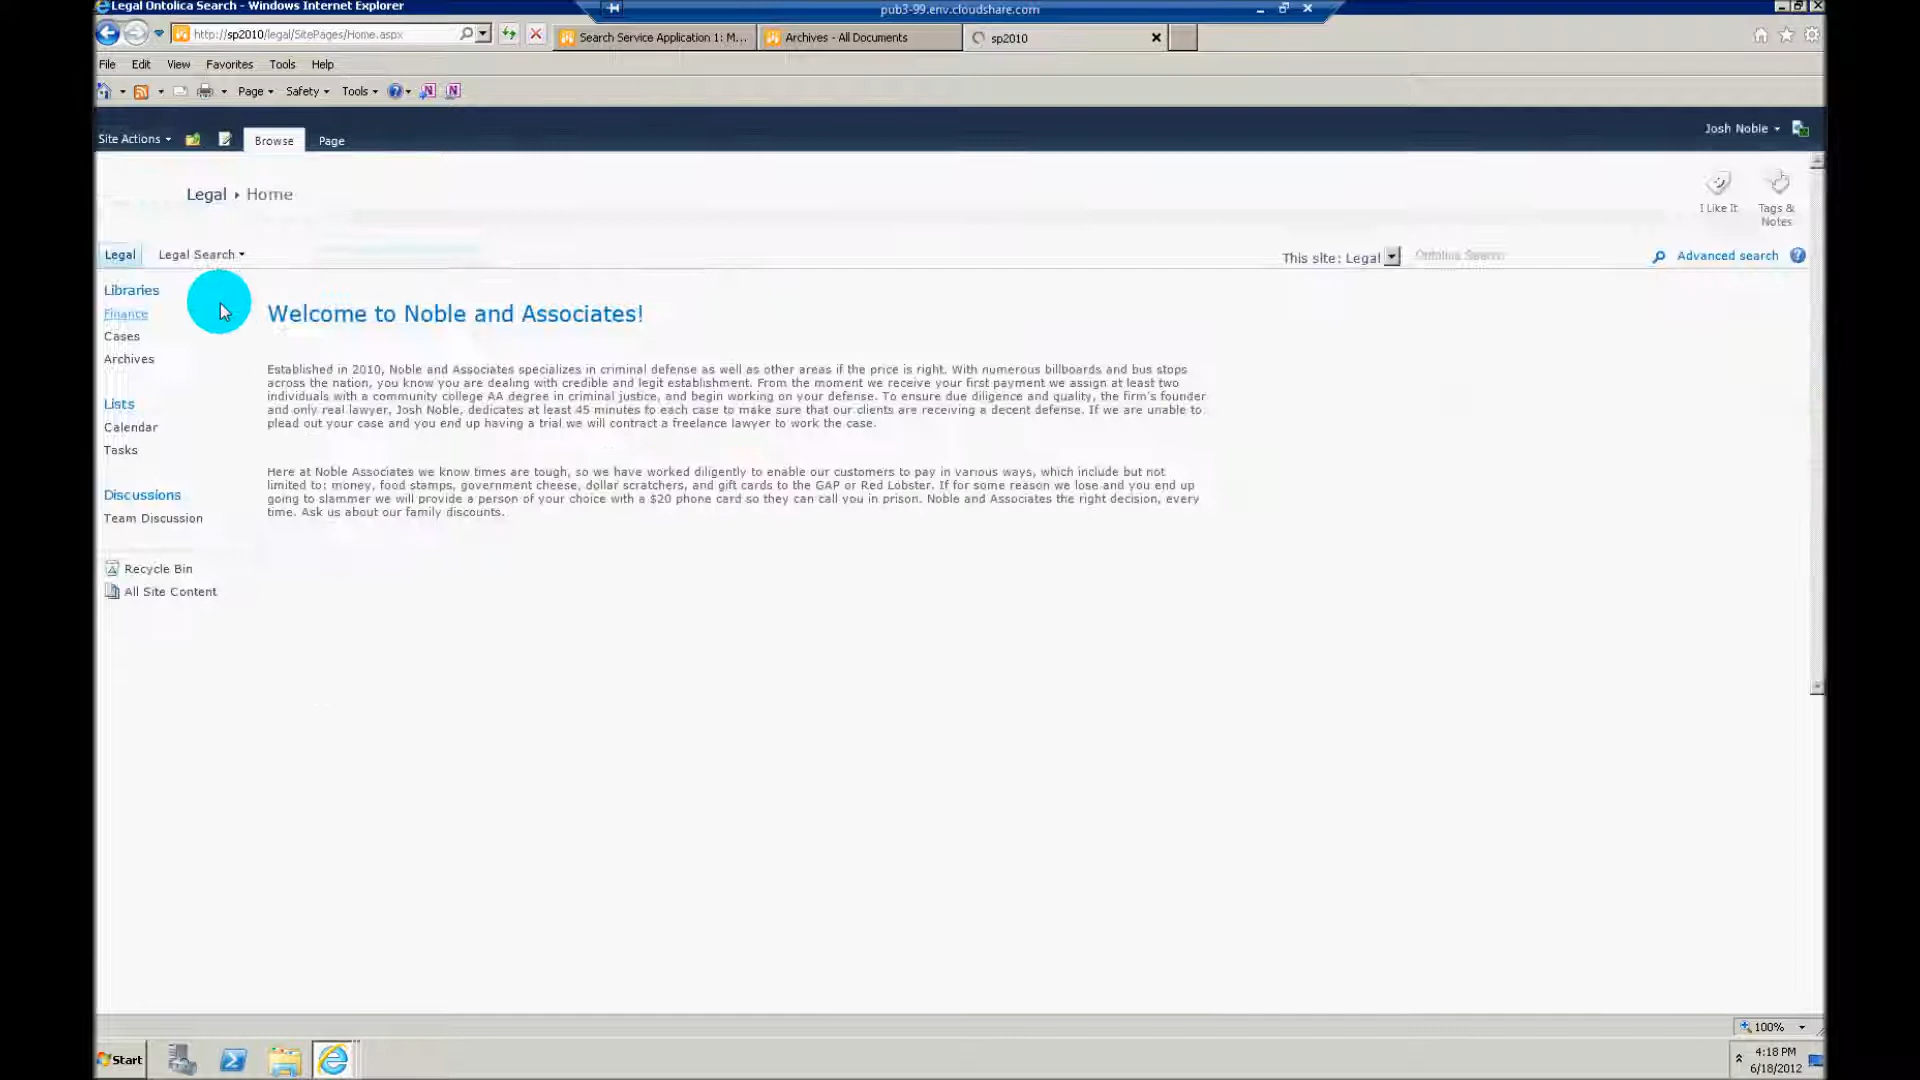 Legal Ontolica Search - Windows Internet Explorer
pub3-99.env.cloudshare.com
http://sp2010/legal/SitePages/Home.aspx
Search Service Application 1: M...
Archives - All Documents
sp2010
File Edit View Favorites Tools Help
Page Safety Tools
Site Actions Browse Page
Josh Noble
Legal Home
I Like It
Tags & Notes
Legal Legal Search
This site: Legal
Ontolica Search
Advanced search
Libraries
Finance
Cases
Archives
Lists
Calendar
Tasks
Discussions
Team Discussion
Recycle Bin
All Site Content
Welcome to Noble and Associates!
Established in 2010, Noble and Associates specializes in criminal defense as well as other areas if the price is right. With numerous billboards and bus stops
across the nation, you know you are dealing with credible and legit establishment. From the moment we receive your first payment we assign at least two
individuals with a community college AA degree in criminal justice, and begin working on your defense. To ensure due diligence and quality, the firm's founder
and only real lawyer, Josh Noble, dedicates at least 45 minutes to each case to make sure that our clients are receiving a decent defense. If we are unable to
plead out your case and you end up having a trial we will contract a freelance lawyer to work the case.
Here at Noble Associates we know times are tough, so we have worked diligently to enable our customers to pay in various ways, which include but not
limited to: money, food stamps, government cheese, dollar scratchers, and gift cards to the GAP or Red Lobster. If for some reason we lose and you end up
going to slammer we will provide a person of your choice with a $20 phone card so they can call you in prison. Noble and Associates the right decision, every
time. Ask us about our family discounts.
100%
Start
4:18 PM
6/18/2012